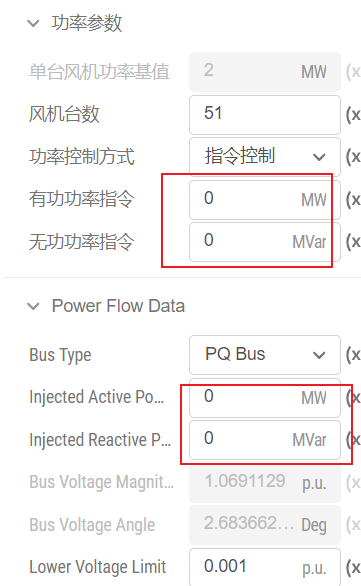 功率参数
单台风机功率基值 2 MW (x
风机台数 51 (x
功率控制方式 指令控制 (x
有功功率指令 0 MW (x
无功功率指令 0 MVar (x
Power Flow Data
Bus Type PQ Bus (x
Injected Active Po... 0 MW (x
Injected Reactive P... 0 MVar (x
Bus Voltage Magnit... 1.0691129 p.u. (x
Bus Voltage Angle 2.683662... Deg (x
Lower Voltage Limit 0.001 p.u. (x